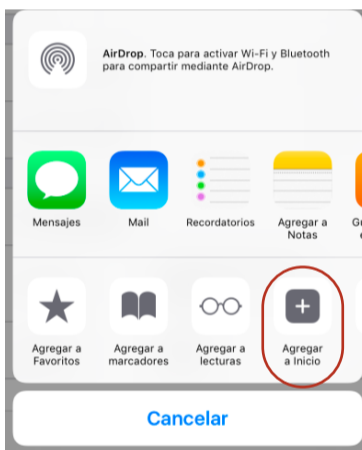 AirDrop. Toca para activar Wi-Fi y Bluetooth
para compartir mediante AirDrop.
Mensajes
Mail
Recordatorios
Agregar a
Notas
Agregar a
Favoritos
Agregar a
marcadores
Agregar a
lecturas
Agregar
a Inicio
Cancelar